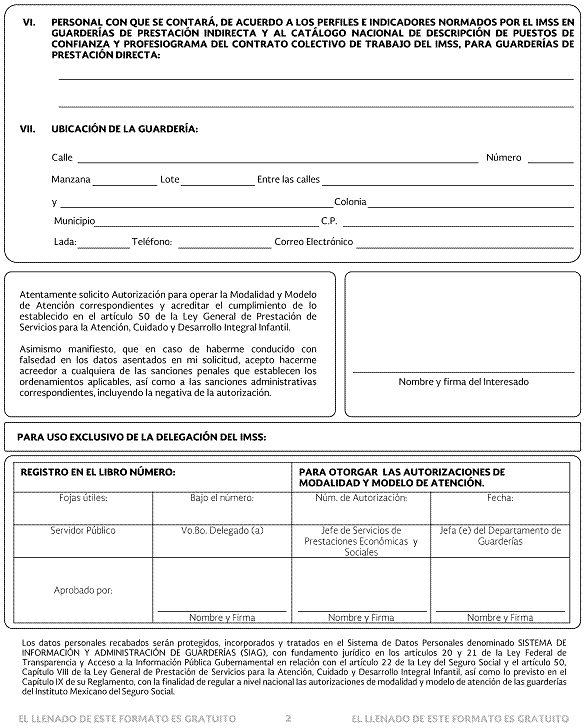 VI. PERSONAL CON QUE SE CONTARÁ, DE ACUERDO A LOS PERFILES E INDICADORES NORMADOS POR EL IMSS EN
GUARDERÍAS DE PRESTACIÓN INDIRECTA Y AL CATÁLOGO NACIONAL DE DESCRIPCIÓN DE PUESTOS DE
CONFIANZA Y PROFESIOGRAMA DEL CONTRATO COLECTIVO DE TRABAJO DEL IMSS, PARA GUARDERÍAS DE
PRESTACIÓN DIRECTA:
VII. UBICACIÓN DE LA GUARDERÍA:
Calle Número
Manzana Lote Entre las calles
y Colonia
Municipio C.P.
Lada: Teléfono: Correo Electrónico
Atentamente solicito Autorización para operar la Modalidad y Modelo
de Atención correspondientes y acreditar el cumplimiento de lo
establecido en el artículo 50 de la Ley General de Prestación de
Servicios para la Atención, Cuidado y Desarrollo Integral Infantil.
Asimismo manifiesto, que en caso de haberme conducido con
falsedad en los datos asentados en mi solicitud, acepto hacerme
acreedor a cualquiera de las sanciones penales que establecen los
ordenamientos aplicables, así como a las sanciones administrativas
correspondientes, incluyendo la negativa de la autorización.
Nombre y firma del Interesado
PARA USO EXCLUSIVO DE LA DELEGACIÓN DEL IMSS:
REGISTRO EN EL LIBRO NÚMERO:
PARA OTORGAR LAS AUTORIZACIONES DE
MODALIDAD Y MODELO DE ATENCIÓN.
Fojas útiles: Bajo el número: Núm. de Autorización: Fecha:
Servidor Público Vo.Bo. Delegado (a) Jefe de Servicios de
Prestaciones Económicas y
Sociales
Jefa (e) del Departamento de
Guarderías
Aprobado por:
Nombre y Firma Nombre y Firma Nombre y Firma
Los datos personales recabados serán protegidos, incorporados y tratados en el Sistema de Datos Personales denominado SISTEMA DE
INFORMACIÓN Y ADMINISTRACIÓN DE GUARDERÍAS (SIAG), con fundamento jurídico en los artículos 20 y 21 de la Ley Federal de
Transparencia y Acceso a la Información Pública Gubernamental en relación con el artículo 22 de la Ley del Seguro Social y el artículo 50,
Capítulo VIII de la Ley General de Prestación de Servicios para la Atención, Cuidado y Desarrollo Integral Infantil, así como lo previsto en el
Capítulo IX de su Reglamento, con la finalidad de regular a nivel nacional las autorizaciones de modalidad y modelo de atención de las guarderías
del Instituto Mexicano del Seguro Social.
EL LLENADO DE ESTE FORMATO ES GRATUITO 2 EL LLENADO DE ESTE FORMATO ES GRATUITO